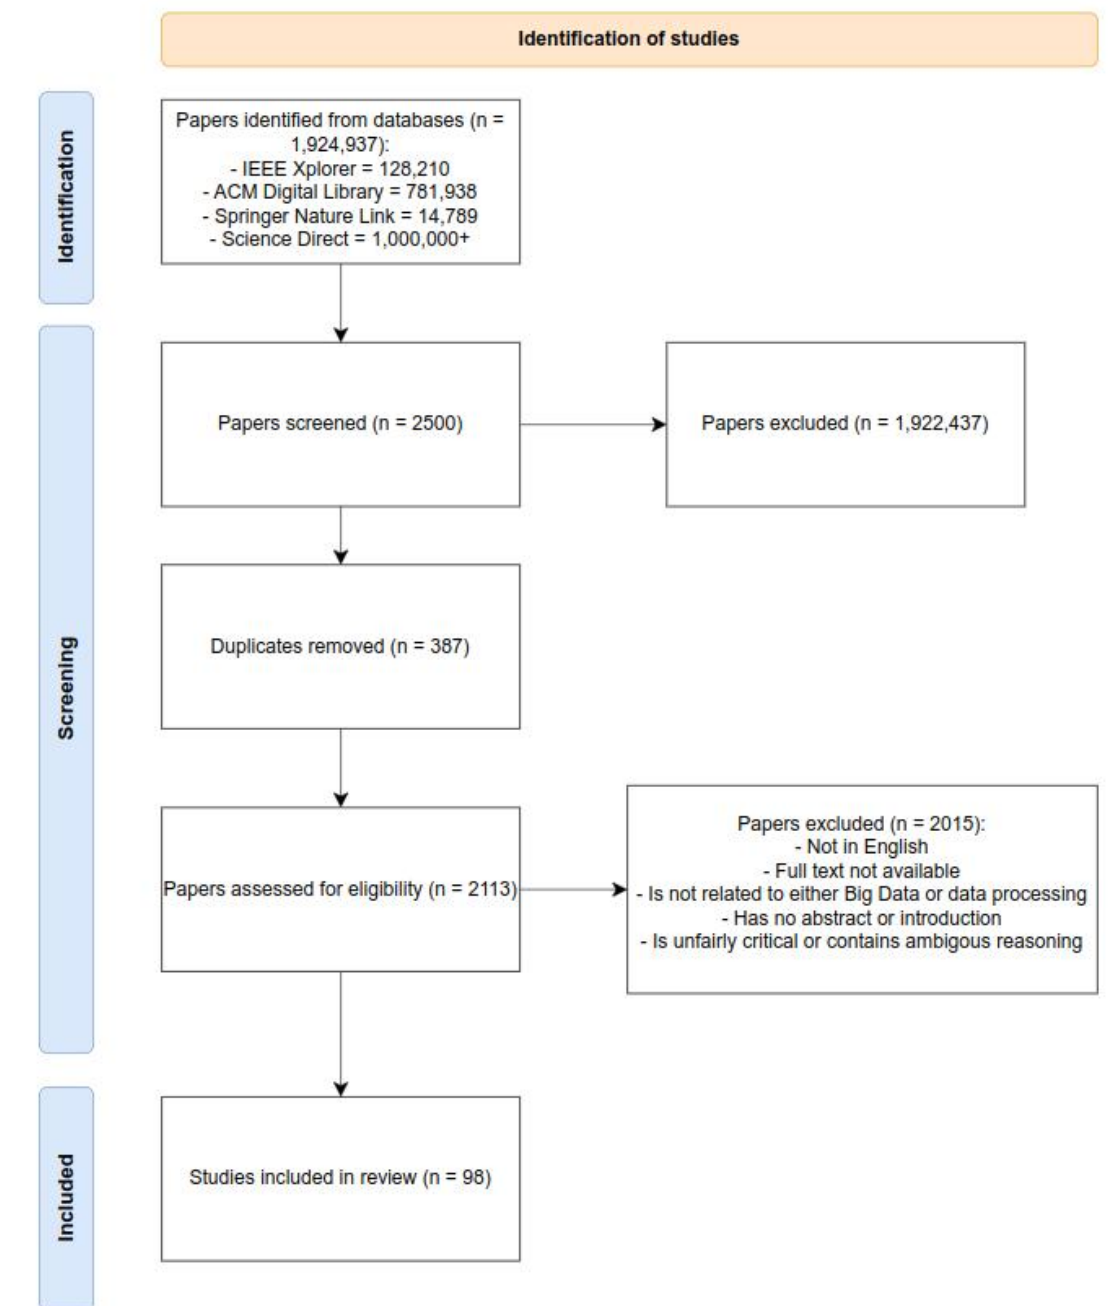 Identification of studies
Identification
Papers identified from databases (n =
1,924,937):
- IEEE Xplorer = 128,210
- ACM Digital Library = 781,938
- Springer Nature Link = 14,789
- Science Direct = 1,000,000+
Screening
Papers screened (n = 2500)
Papers excluded (n = 1,922,437)
Duplicates removed (n = 387)
Papers assessed for eligibility (n = 2113)
Papers excluded (n = 2015):
- Not in English
- Full text not available
- Is not related to either Big Data or data processing
- Has no abstract or introduction
- Is unfairly critical or contains ambigous reasoning
Included
Studies included in review (n = 98)